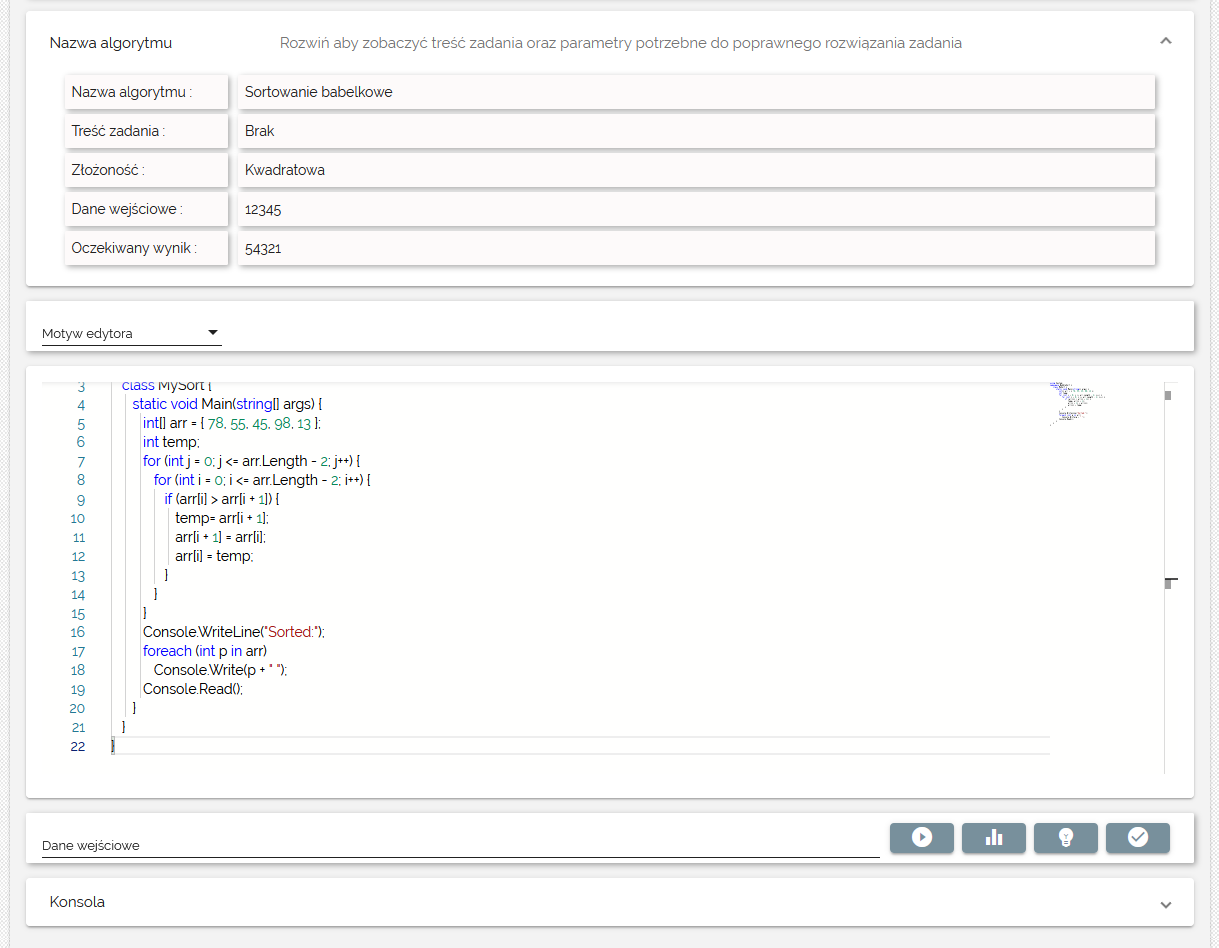 Nazwa algorytmu Rozwiń aby zobaczyć treść zadania oraz parametry potrzebne do poprawnego rozwiązania zadania
Nazwa algorytmu : Sortowanie babelkowe
Treść zadania : Brak
Złożoność : Kwadratowa
Dane wejściowe : 12345
Oczekiwany wynik : 54321
Motyw edytora
3 class MySort {
4 static void Main(string[] args) {
5 int[] arr = { 78, 55, 45, 98, 13 };
6 int temp;
7 for (int j = 0; j <= arr.Length - 2; j++) {
8 for (int i = 0; i <= arr.Length - 2; i++) {
9 if (arr[i] > arr[i + 1]) {
10 temp= arr[i + 1];
11 arr[i + 1] = arr[i];
12 arr[i] = temp;
13 }
14 }
15 }
16 Console.WriteLine("Sorted:");
17 foreach (int p in arr)
18 Console.Write(p + " ");
19 Console.Read();
20 }
21 }
22 }
Dane wejściowe
Konsola